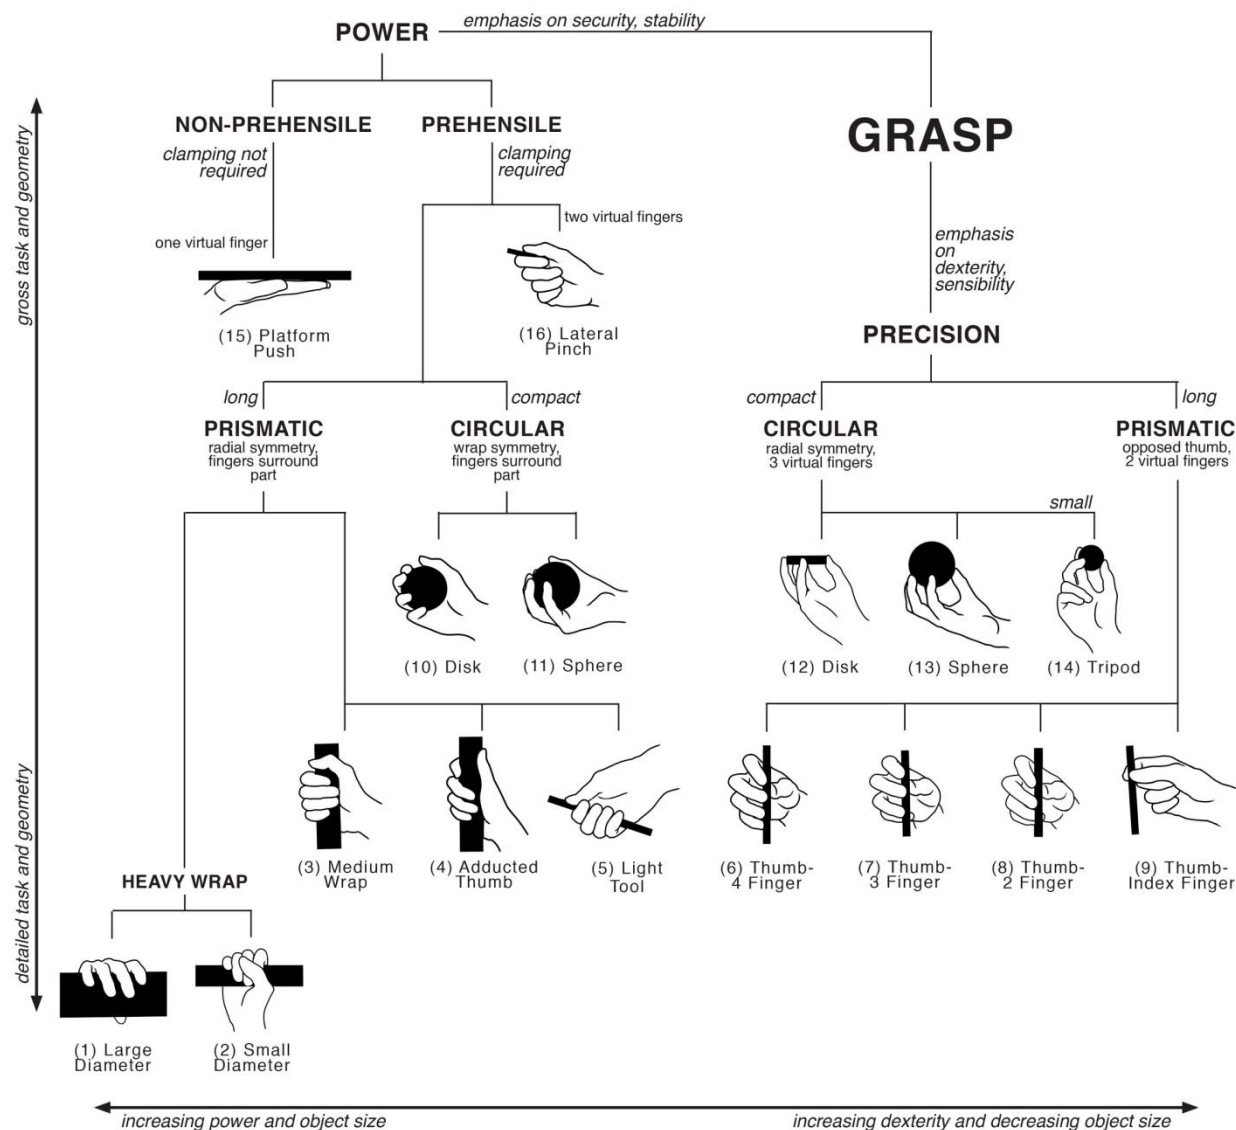 emphasis on security, stability
POWER
GRASP
NON-PREHENSILE
clamping not
required
one virtual finger
(15) Platform
Push
PREHENSILE
clamping
required
two virtual fingers
(16) Lateral
Pinch
long
PRISMATIC
radial symmetry,
fingers surround
part
compact
CIRCULAR
wrap symmetry,
fingers surround
part
(10) Disk
(11) Sphere
(3) Medium
Wrap
(4) Adducted
Thumb
(5) Light
Tool
HEAVY WRAP
(1) Large
Diameter
(2) Small
Diameter
emphasis
on
dexterity,
sensibility
PRECISION
compact
CIRCULAR
radial symmetry,
3 virtual fingers
small
(12) Disk
(13) Sphere
(14) Tripod
long
PRISMATIC
opposed thumb,
2 virtual fingers
(6) Thumb-
4 Finger
(7) Thumb-
3 Finger
(8) Thumb-
2 Finger
(9) Thumb-
Index Finger
gross task and geometry
detailed task and geometry
increasing power and object size
increasing dexterity and decreasing object size